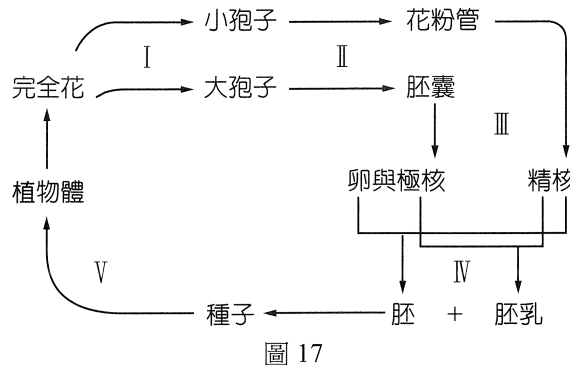 小孢子 花粉管
I II
完全花 大孢子 胚囊
III
植物體 卵與極核 精核
V IV
種子 胚 + 胚乳
圖 17